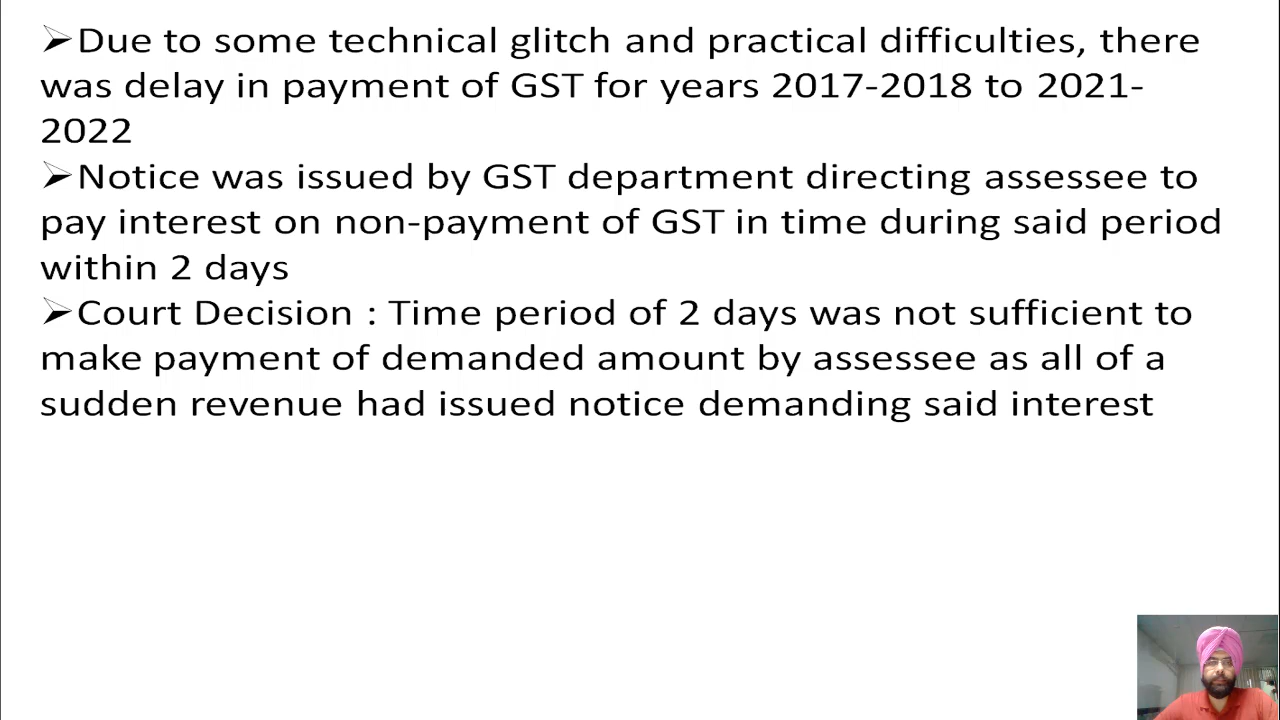 ➢Due to some technical glitch and practical difficulties, there
was delay in payment of GST for years 2017-2018 to 2021-
2022
➢Notice was issued by GST department directing assessee to
pay interest on non-payment of GST in time during said period
within 2 days
➢Court Decision : Time period of 2 days was not sufficient to
make payment of demanded amount by assessee as all of a
sudden revenue had issued notice demanding said interest